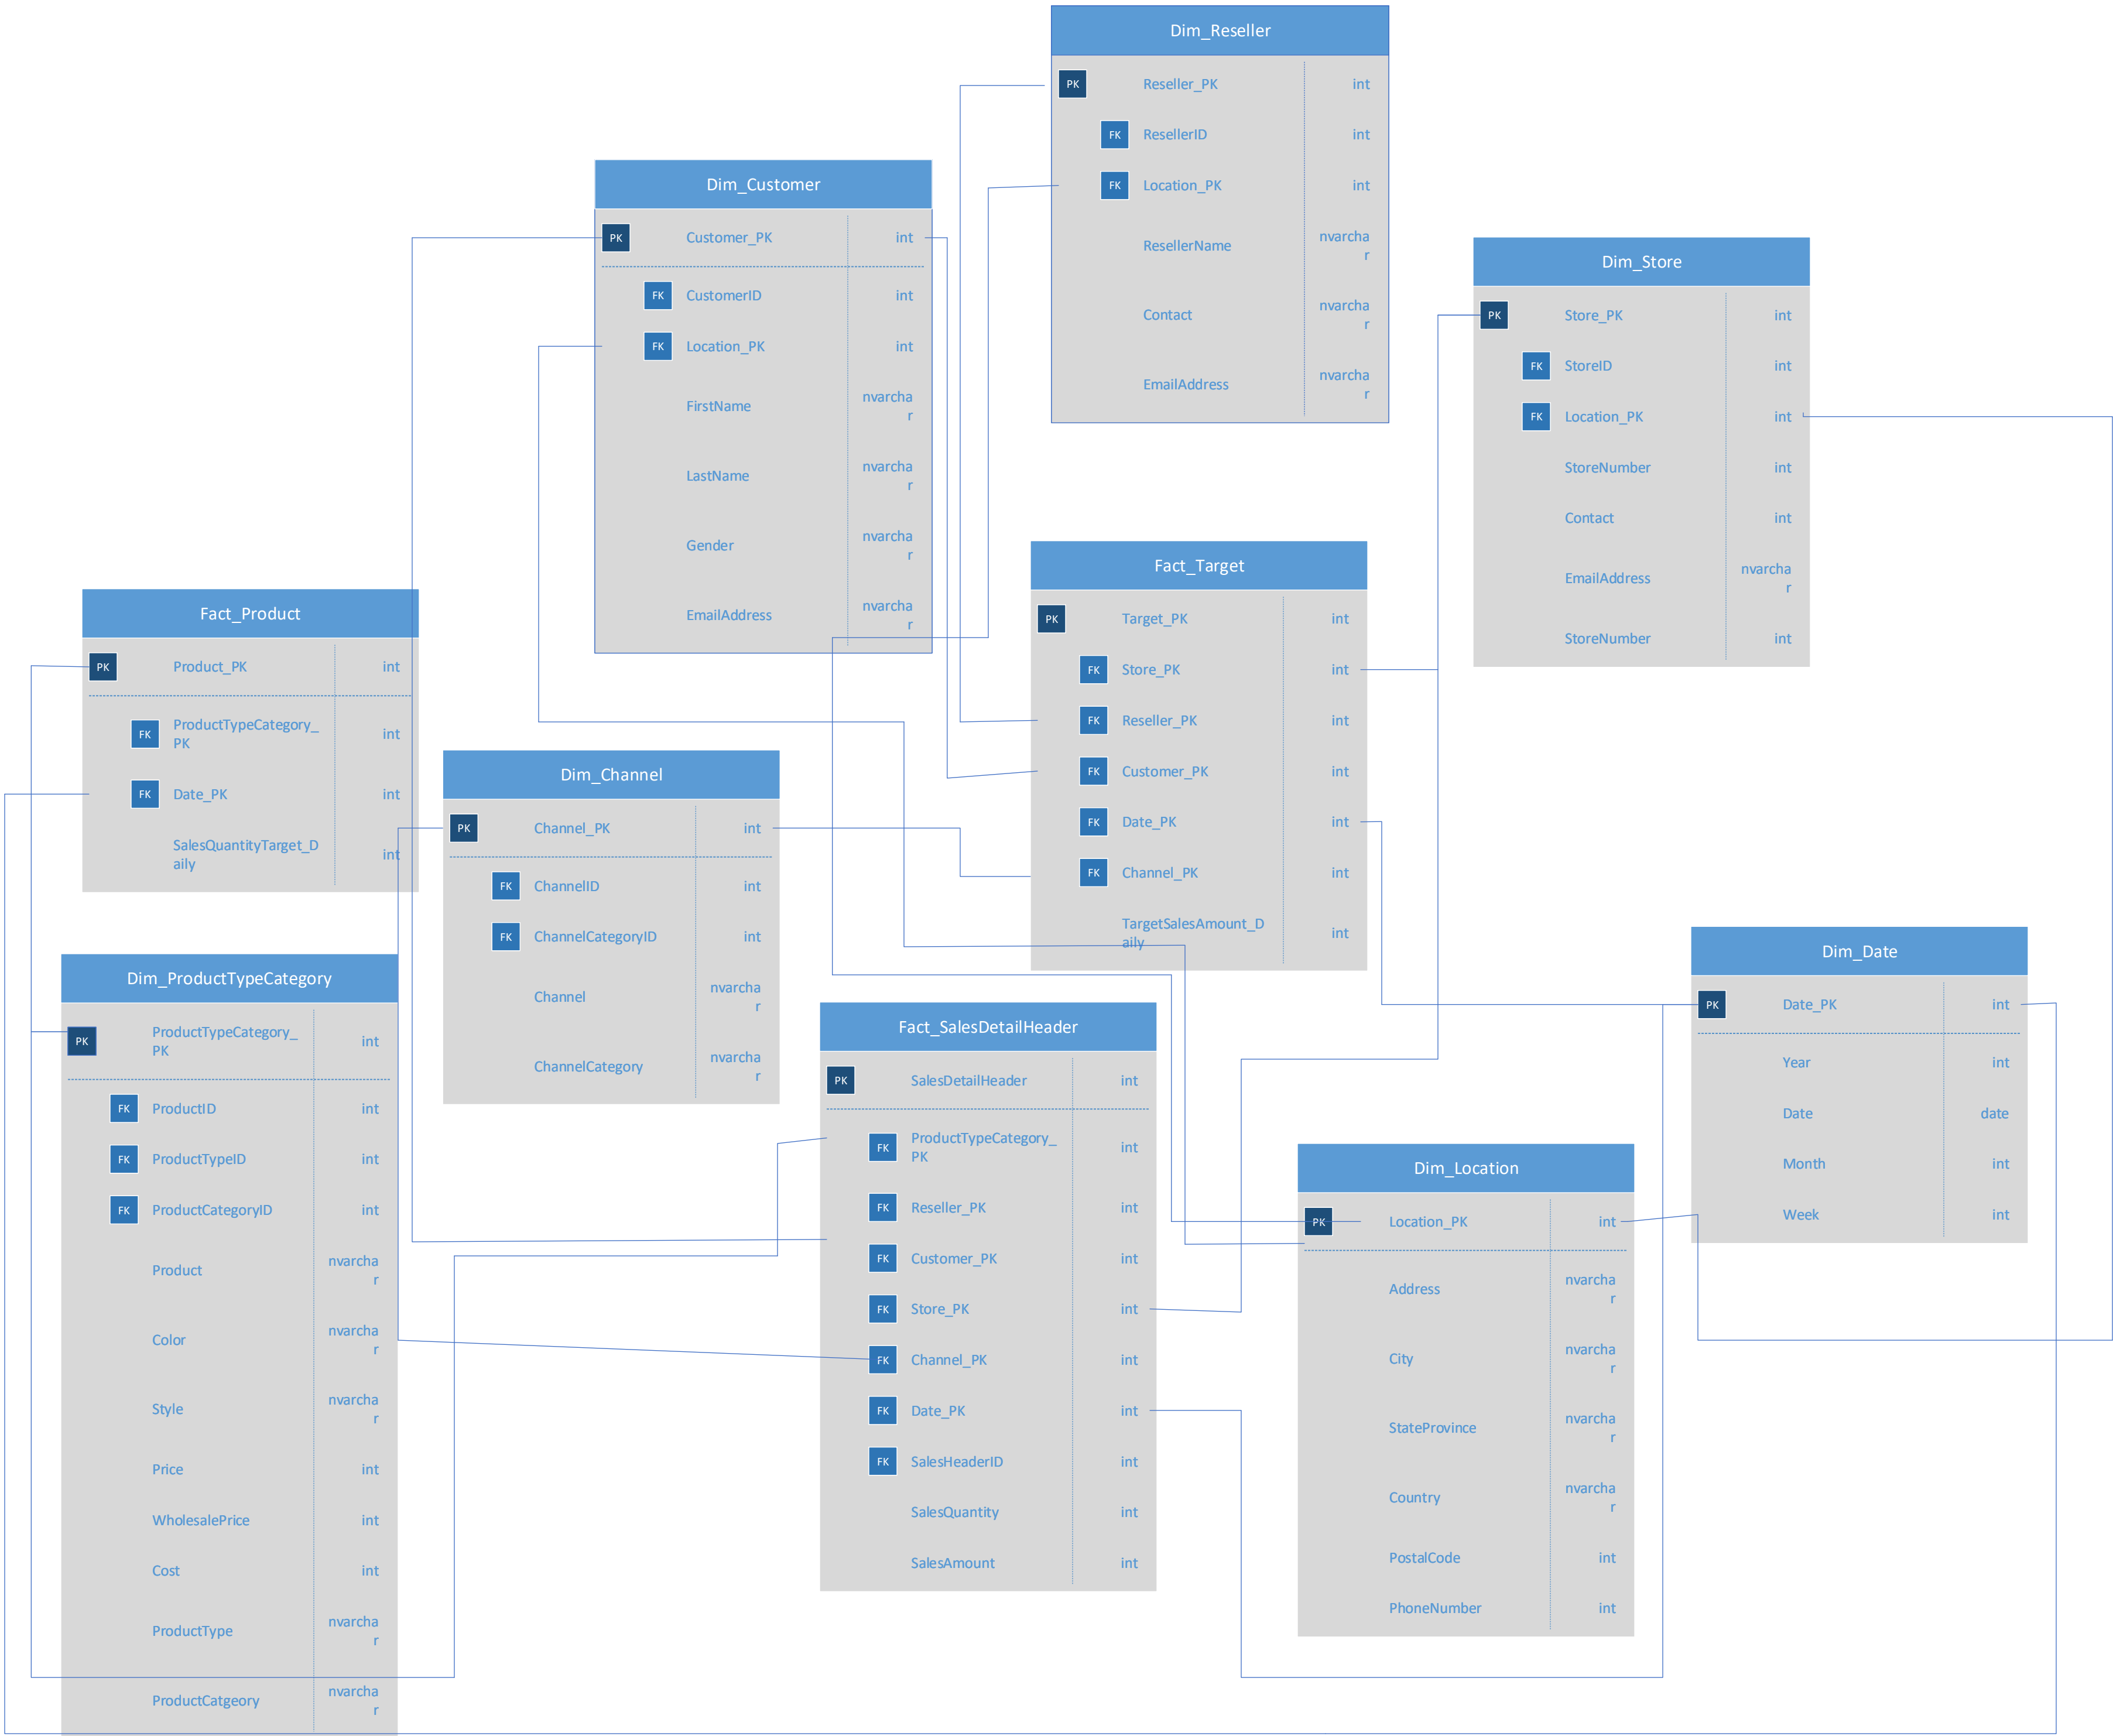 Dim_Reseller
PK Reseller_PK int
FK ResellerID int
FK Location_PK int
ResellerName nvarcha
r
Contact nvarcha
r
EmailAddress nvarcha
r
Dim_Customer
PK Customer_PK int
FK CustomerID int
FK Location_PK int
FirstName nvarcha
r
LastName nvarcha
r
Gender nvarcha
r
EmailAddress nvarcha
r
Dim_Store
PK Store_PK int
FK StoreID int
FK Location_PK int
StoreNumber int
Contact int
EmailAddress nvarcha
r
StoreNumber int
Fact_Target
PK Target_PK int
FK Store_PK int
FK Reseller_PK int
FK Customer_PK int
FK Date_PK int
FK Channel_PK int
TargetSalesAmount_D
aily int
Fact_Product
PK Product_PK int
FK ProductTypeCategory_
PK int
FK Date_PK int
SalesQuantityTarget_D
aily int
Dim_Channel
PK Channel_PK int
FK ChannelID int
FK ChannelCategoryID int
Channel nvarcha
r
ChannelCategory nvarcha
r
Dim_Date
PK Date_PK int
Year int
Date date
Month int
Week int
Dim_ProductTypeCategory
PK ProductTypeCategory_
PK int
FK ProductID int
FK ProductTypeID int
FK ProductCategoryID int
Product nvarcha
r
Color nvarcha
r
Style nvarcha
r
Price int
WholesalePrice int
Cost int
ProductType nvarcha
r
ProductCatgeory nvarcha
r
Fact_SalesDetailHeader
PK SalesDetailHeader int
FK ProductTypeCategory_
PK int
FK Reseller_PK int
FK Customer_PK int
FK Store_PK int
FK Channel_PK int
FK Date_PK int
FK SalesHeaderID int
SalesQuantity int
SalesAmount int
Dim_Location
PK Location_PK int
Address nvarcha
r
City nvarcha
r
StateProvince nvarcha
r
Country nvarcha
r
PostalCode int
PhoneNumber int